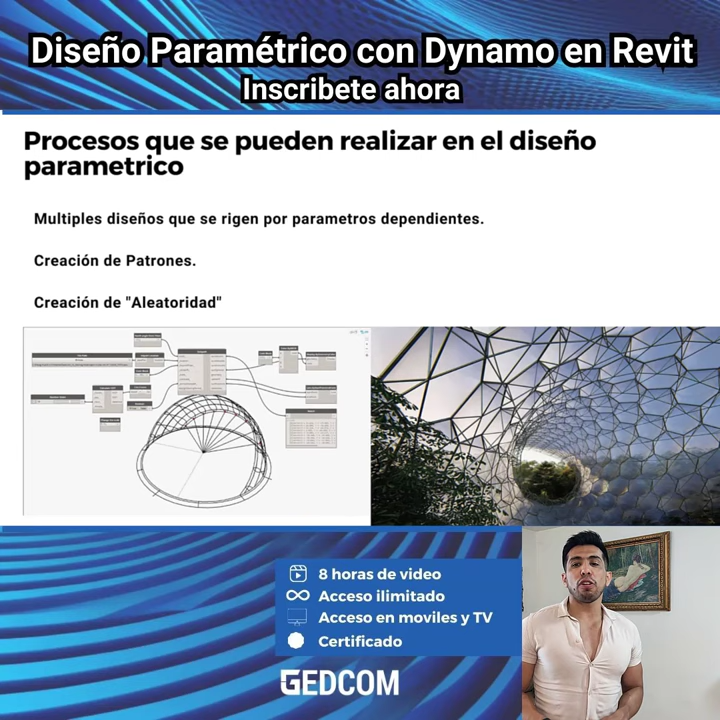 Diseño Paramétrico con Dynamo en Revit
Inscribete ahora
Procesos que se pueden realizar en el diseño
parametrico
Multiples diseños que se rigen por parametros dependientes.
Creación de Patrones.
Creación de "Aleatoridad"
8 horas de video
Acceso ilimitado
Acceso en moviles y TV
Certificado
GEDCOM